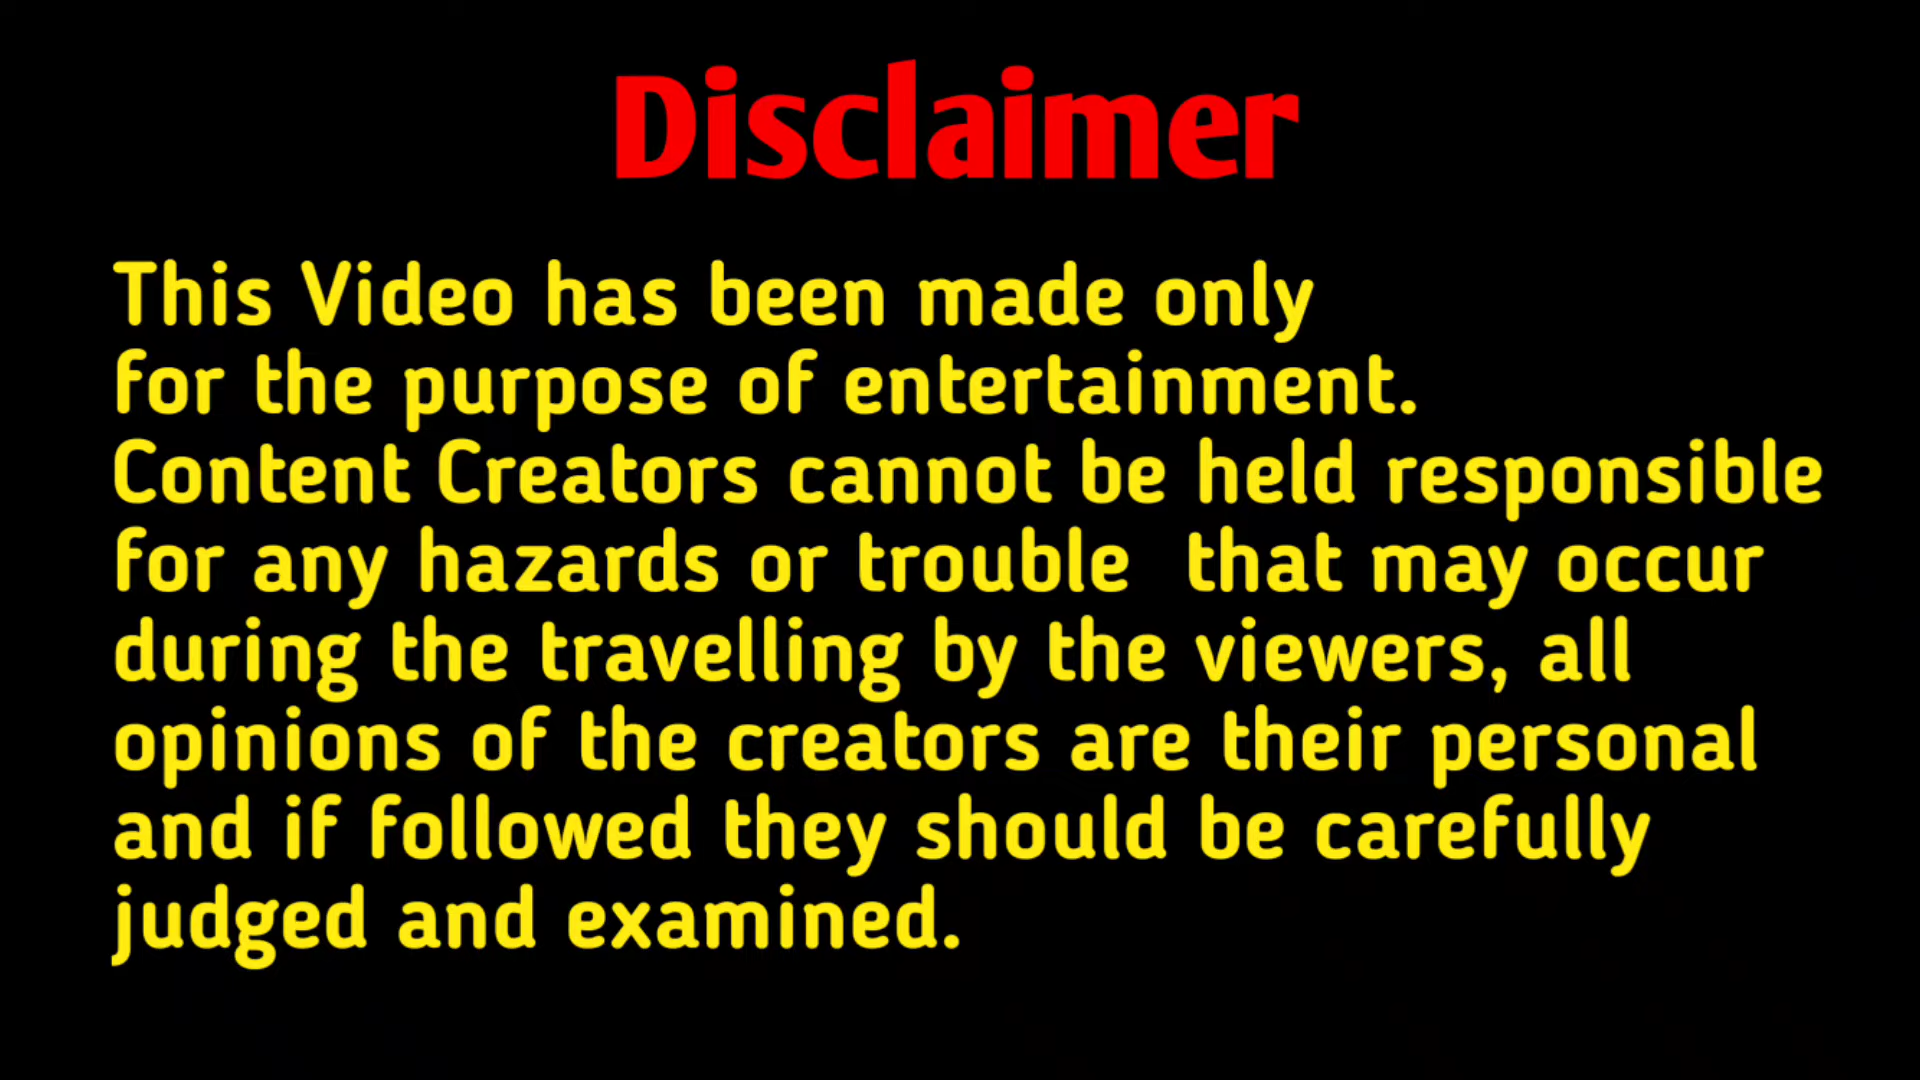 Disclaimer
This Video has been made only
for the purpose of entertainment.
Content Creators cannot be held responsible
for any hazards or trouble  that may occur
during the travelling by the viewers, all
opinions of the creators are their personal
and if followed they should be carefully
judged and examined.